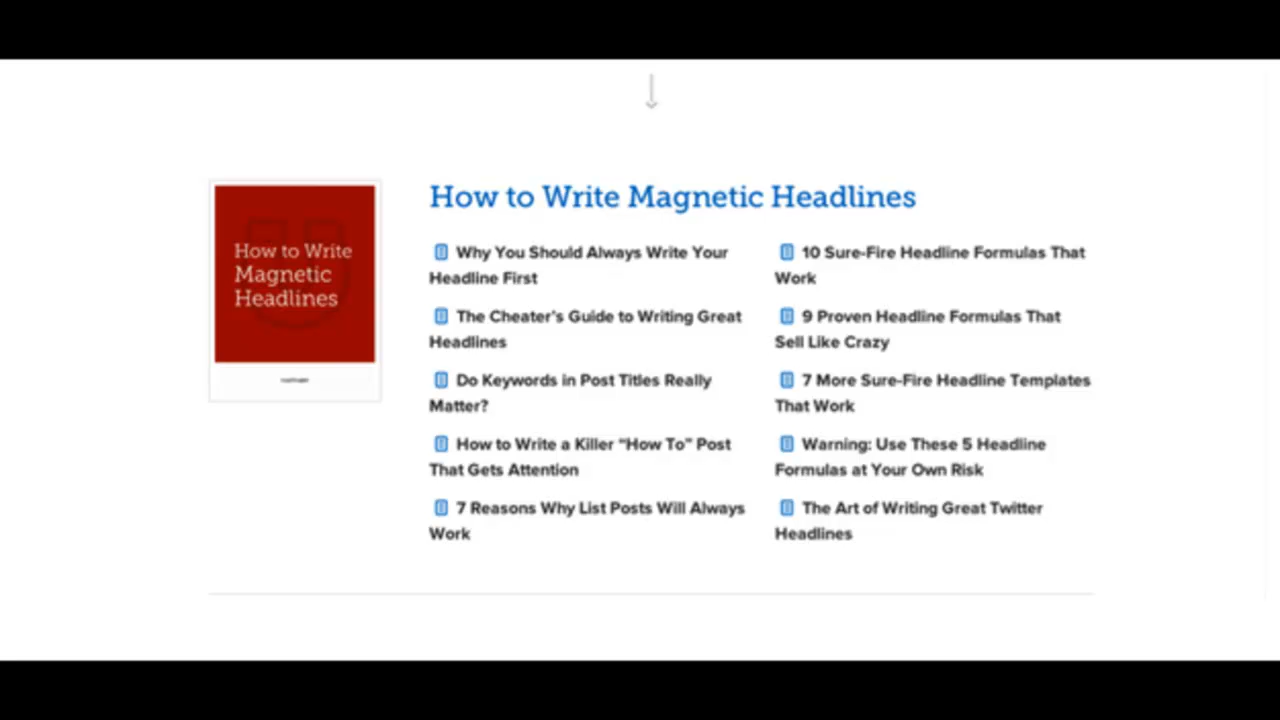 How to Write
Magnetic
Headlines
How to Write Magnetic Headlines
Why You Should Always Write Your
Headline First
The Cheater's Guide to Writing Great
Headlines
Do Keywords in Post Titles Really
Matter?
How to Write a Killer “How To” Post
That Gets Attention
7 Reasons Why List Posts Will Always
Work
10 Sure-Fire Headline Formulas That
Work
9 Proven Headline Formulas That
Sell Like Crazy
7 More Sure-Fire Headline Templates
That Work
Warning: Use These 5 Headline
Formulas at Your Own Risk
The Art of Writing Great Twitter
Headlines